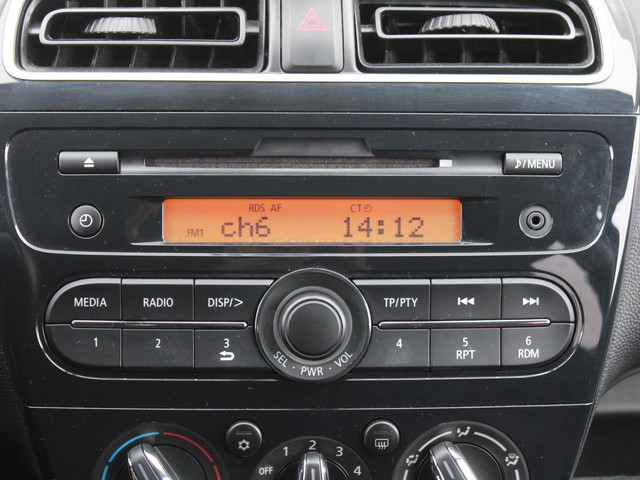 ♪/MENU
RDS AF CT
FM1 ch6 14:12
MEDIA RADIO DISP/> TP/PTY
1 2 3 4 5 6
RPT RDM
SEL · PWR · VOL
OFF 1 2 3 4